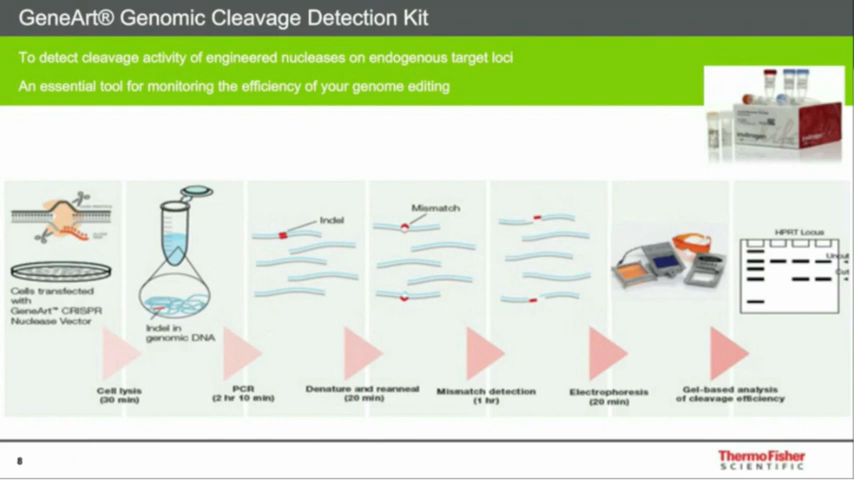 GeneArt® Genomic Cleavage Detection Kit
To detect cleavage activity of engineered nucleases on endogenous target loci
An essential tool for monitoring the efficiency of your genome editing
Indel
Mismatch
HPRT Locus
Uncut
Cut
Cells transfected
with
GeneArt™ CRISPR
Nuclease Vector
Indel in
genomic DNA
Cell lysis
(30 min)
PCR
(2 hr 10 min)
Denature and reanneal
(20 min)
Mismatch detection
(1 hr)
Electrophoresis
(20 min)
Gel-based analysis
of cleavage efficiency
8
ThermoFisher
SCIENTIFIC